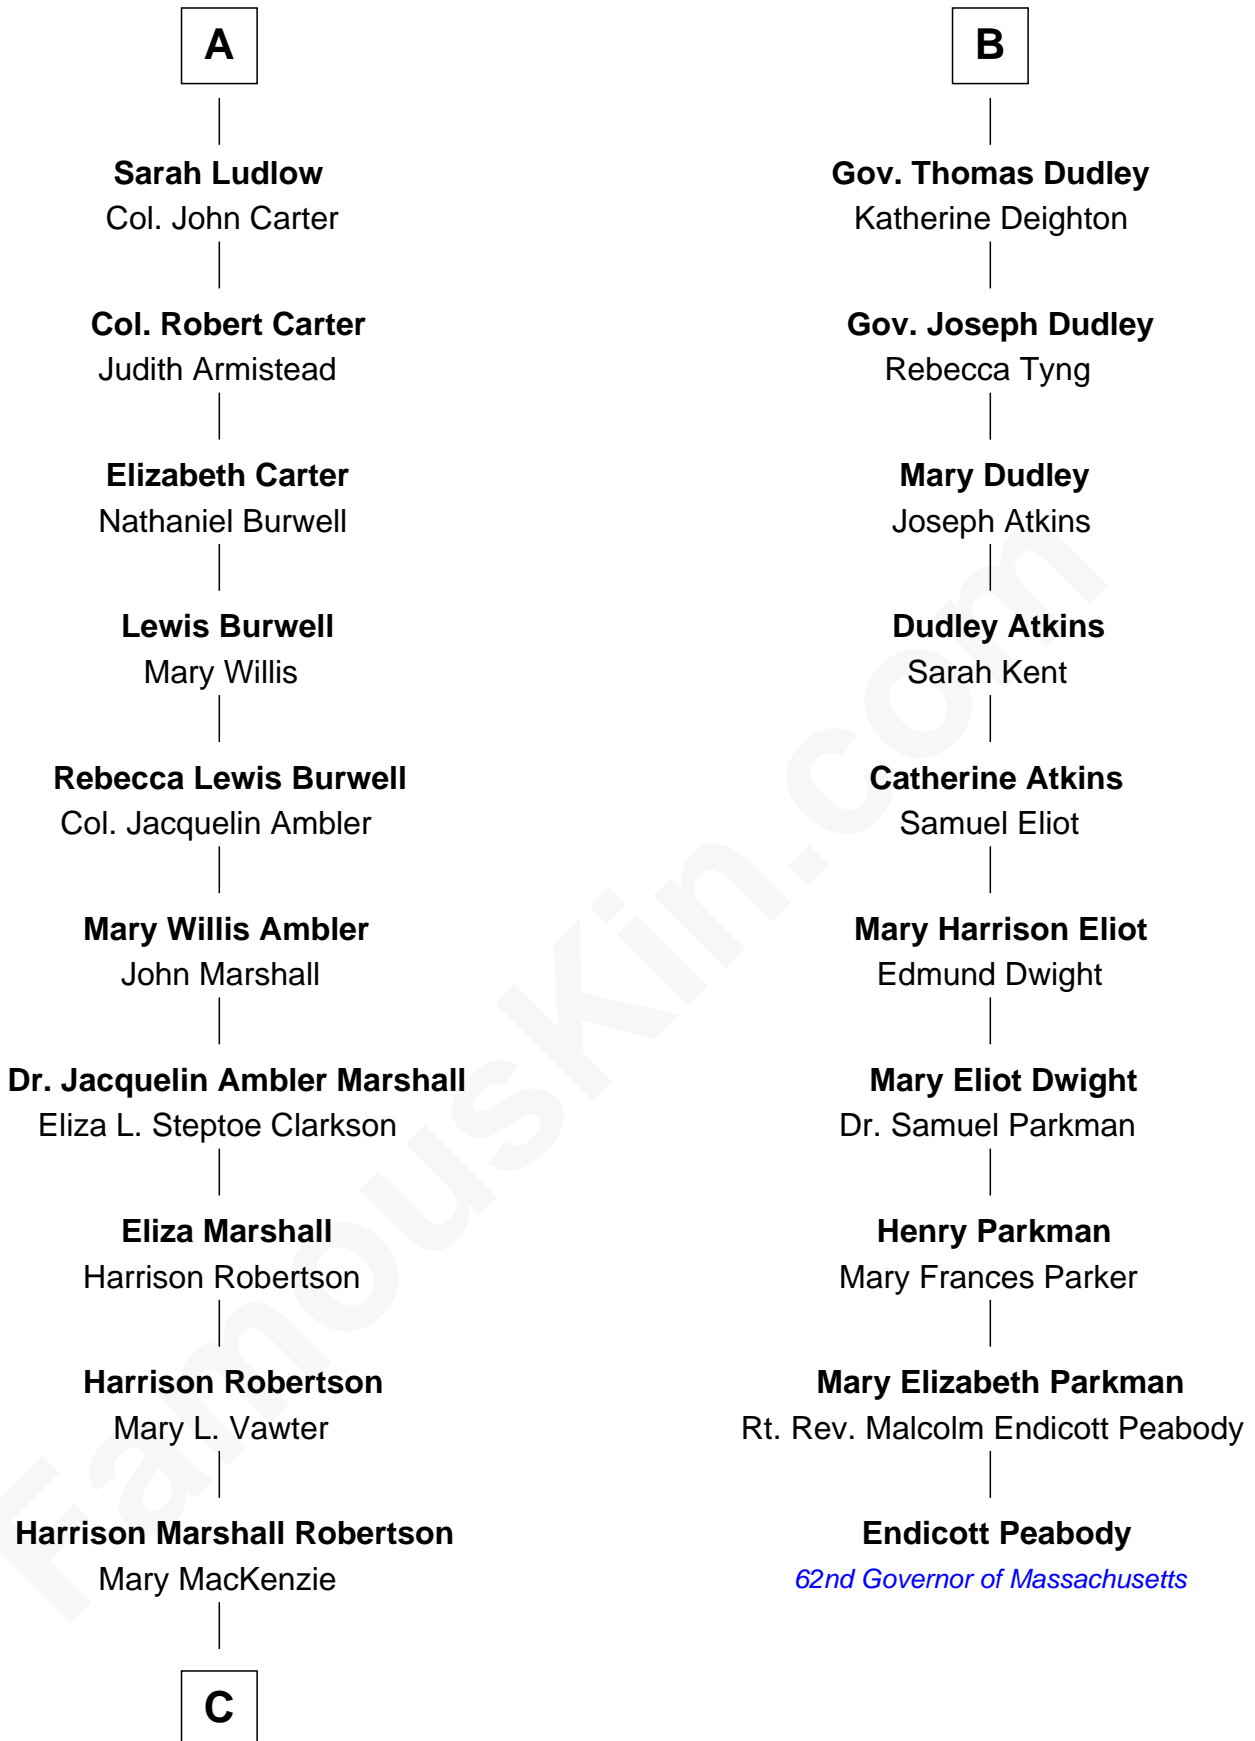 A
Sarah Ludlow
Col. John Carter
Col. Robert Carter
Judith Armistead
Elizabeth Carter
Nathaniel Burwell
Lewis Burwell
Mary Willis
Rebecca Lewis Burwell
Col. Jacquelin Ambler
Mary Willis Ambler
John Marshall
Dr. Jacquelin Ambler Marshall
Eliza L. Steptoe Clarkson
Eliza Marshall
Harrison Robertson
Harrison Robertson
Mary L. Vawter
Harrison Marshall Robertson
Mary MacKenzie
C
B
Gov. Thomas Dudley
Katherine Deighton
Gov. Joseph Dudley
Rebecca Tyng
Mary Dudley
Joseph Atkins
Dudley Atkins
Sarah Kent
Catherine Atkins
Samuel Eliot
Mary Harrison Eliot
Edmund Dwight
Mary Eliot Dwight
Dr. Samuel Parkman
Henry Parkman
Mary Frances Parker
Mary Elizabeth Parkman
Rt. Rev. Malcolm Endicott Peabody
Endicott Peabody
62nd Governor of Massachusetts
FamousKin.com